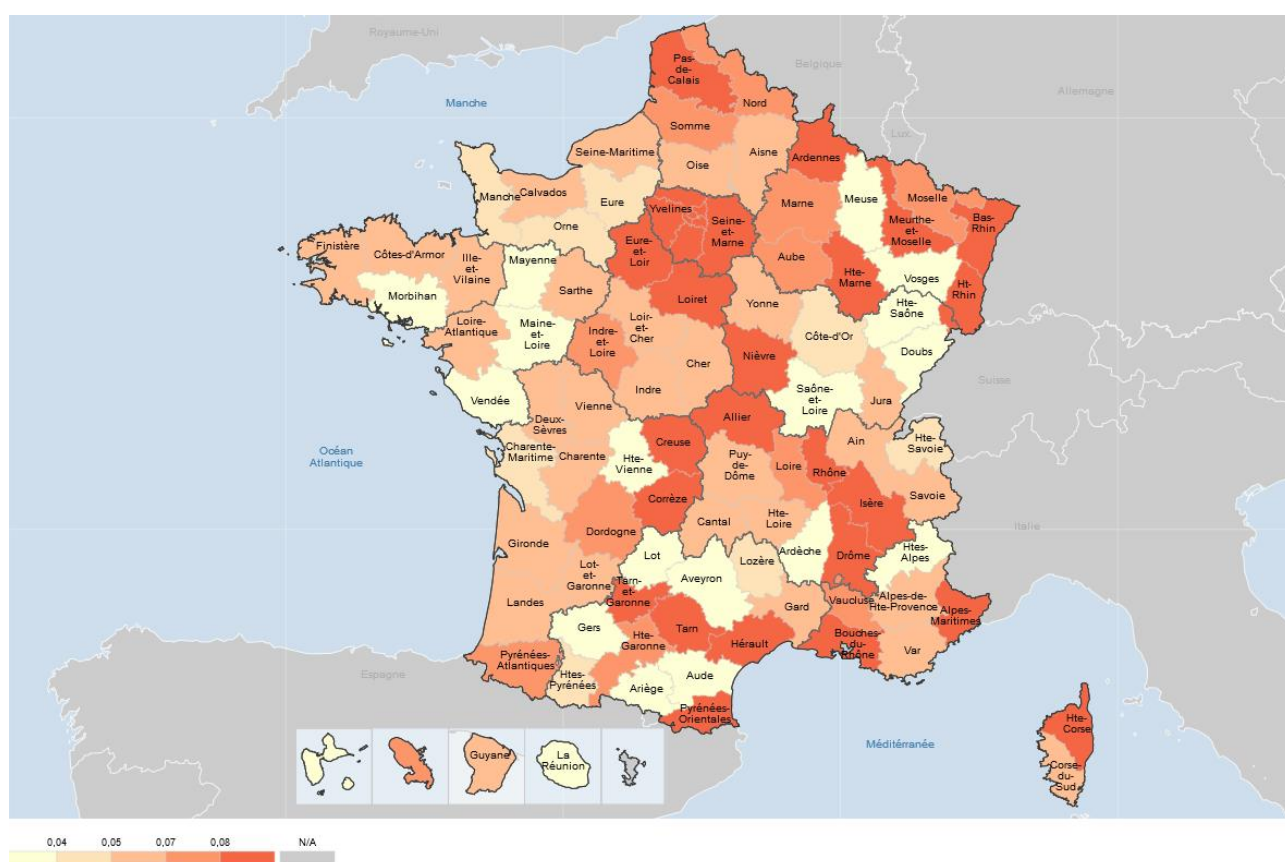 Royaume-Uni
Belgique
Allemagne
Lux.
Suisse
Italie
Espagne
Manche
Océan
Atlantique
Méditérranée
Pas-
de-
Calais
Nord
Somme
Seine-Maritime
Oise
Aisne
Ardennes
Manche
Calvados
Eure
Orne
Yvelines
Seine-
et-
Marne
Marne
Meuse
Moselle
Meurthe-
et-
Moselle
Bas-
Rhin
Finistère
Côtes-d'Armor
Ille-
et-
Vilaine
Mayenne
Eure-
et-
Loir
Aube
Hte-
Marne
Vosges
Ht-
Rhin
Morbihan
Sarthe
Loiret
Yonne
Hte-
Saône
Loire-
Atlantique
Maine-
et-
Loire
Indre-
et-
Loire
Loir-
et-
Cher
Cher
Nièvre
Côte-d'Or
Doubs
Vendée
Deux-
Sèvres
Vienne
Indre
Allier
Saône-
et-
Loire
Jura
Charente-
Maritime
Charente
Hte-
Vienne
Creuse
Puy-
de-
Dôme
Loire
Rhône
Ain
Hte-
Savoie
Corrèze
Isère
Savoie
Gironde
Dordogne
Cantal
Hte-
Loire
Ardèche
Drôme
Htes-
Alpes
Lot-
et-
Garonne
Lot
Aveyron
Lozère
Landes
Tarn-
et-
Garonne
Gard
Vaucluse
Alpes-de-
Hte-Provence
Alpes-
Maritimes
Gers
Hte-
Garonne
Tarn
Hérault
Bouches-
du-
Rhône
Var
Pyrénées-
Atlantiques
Htes-
Pyrénées
Ariège
Aude
Pyrénées-
Orientales
Hte-
Corse
Corse-
du-
Sud
Guyane
La
Réunion
0,04 0,05 0,07 0,08 N/A